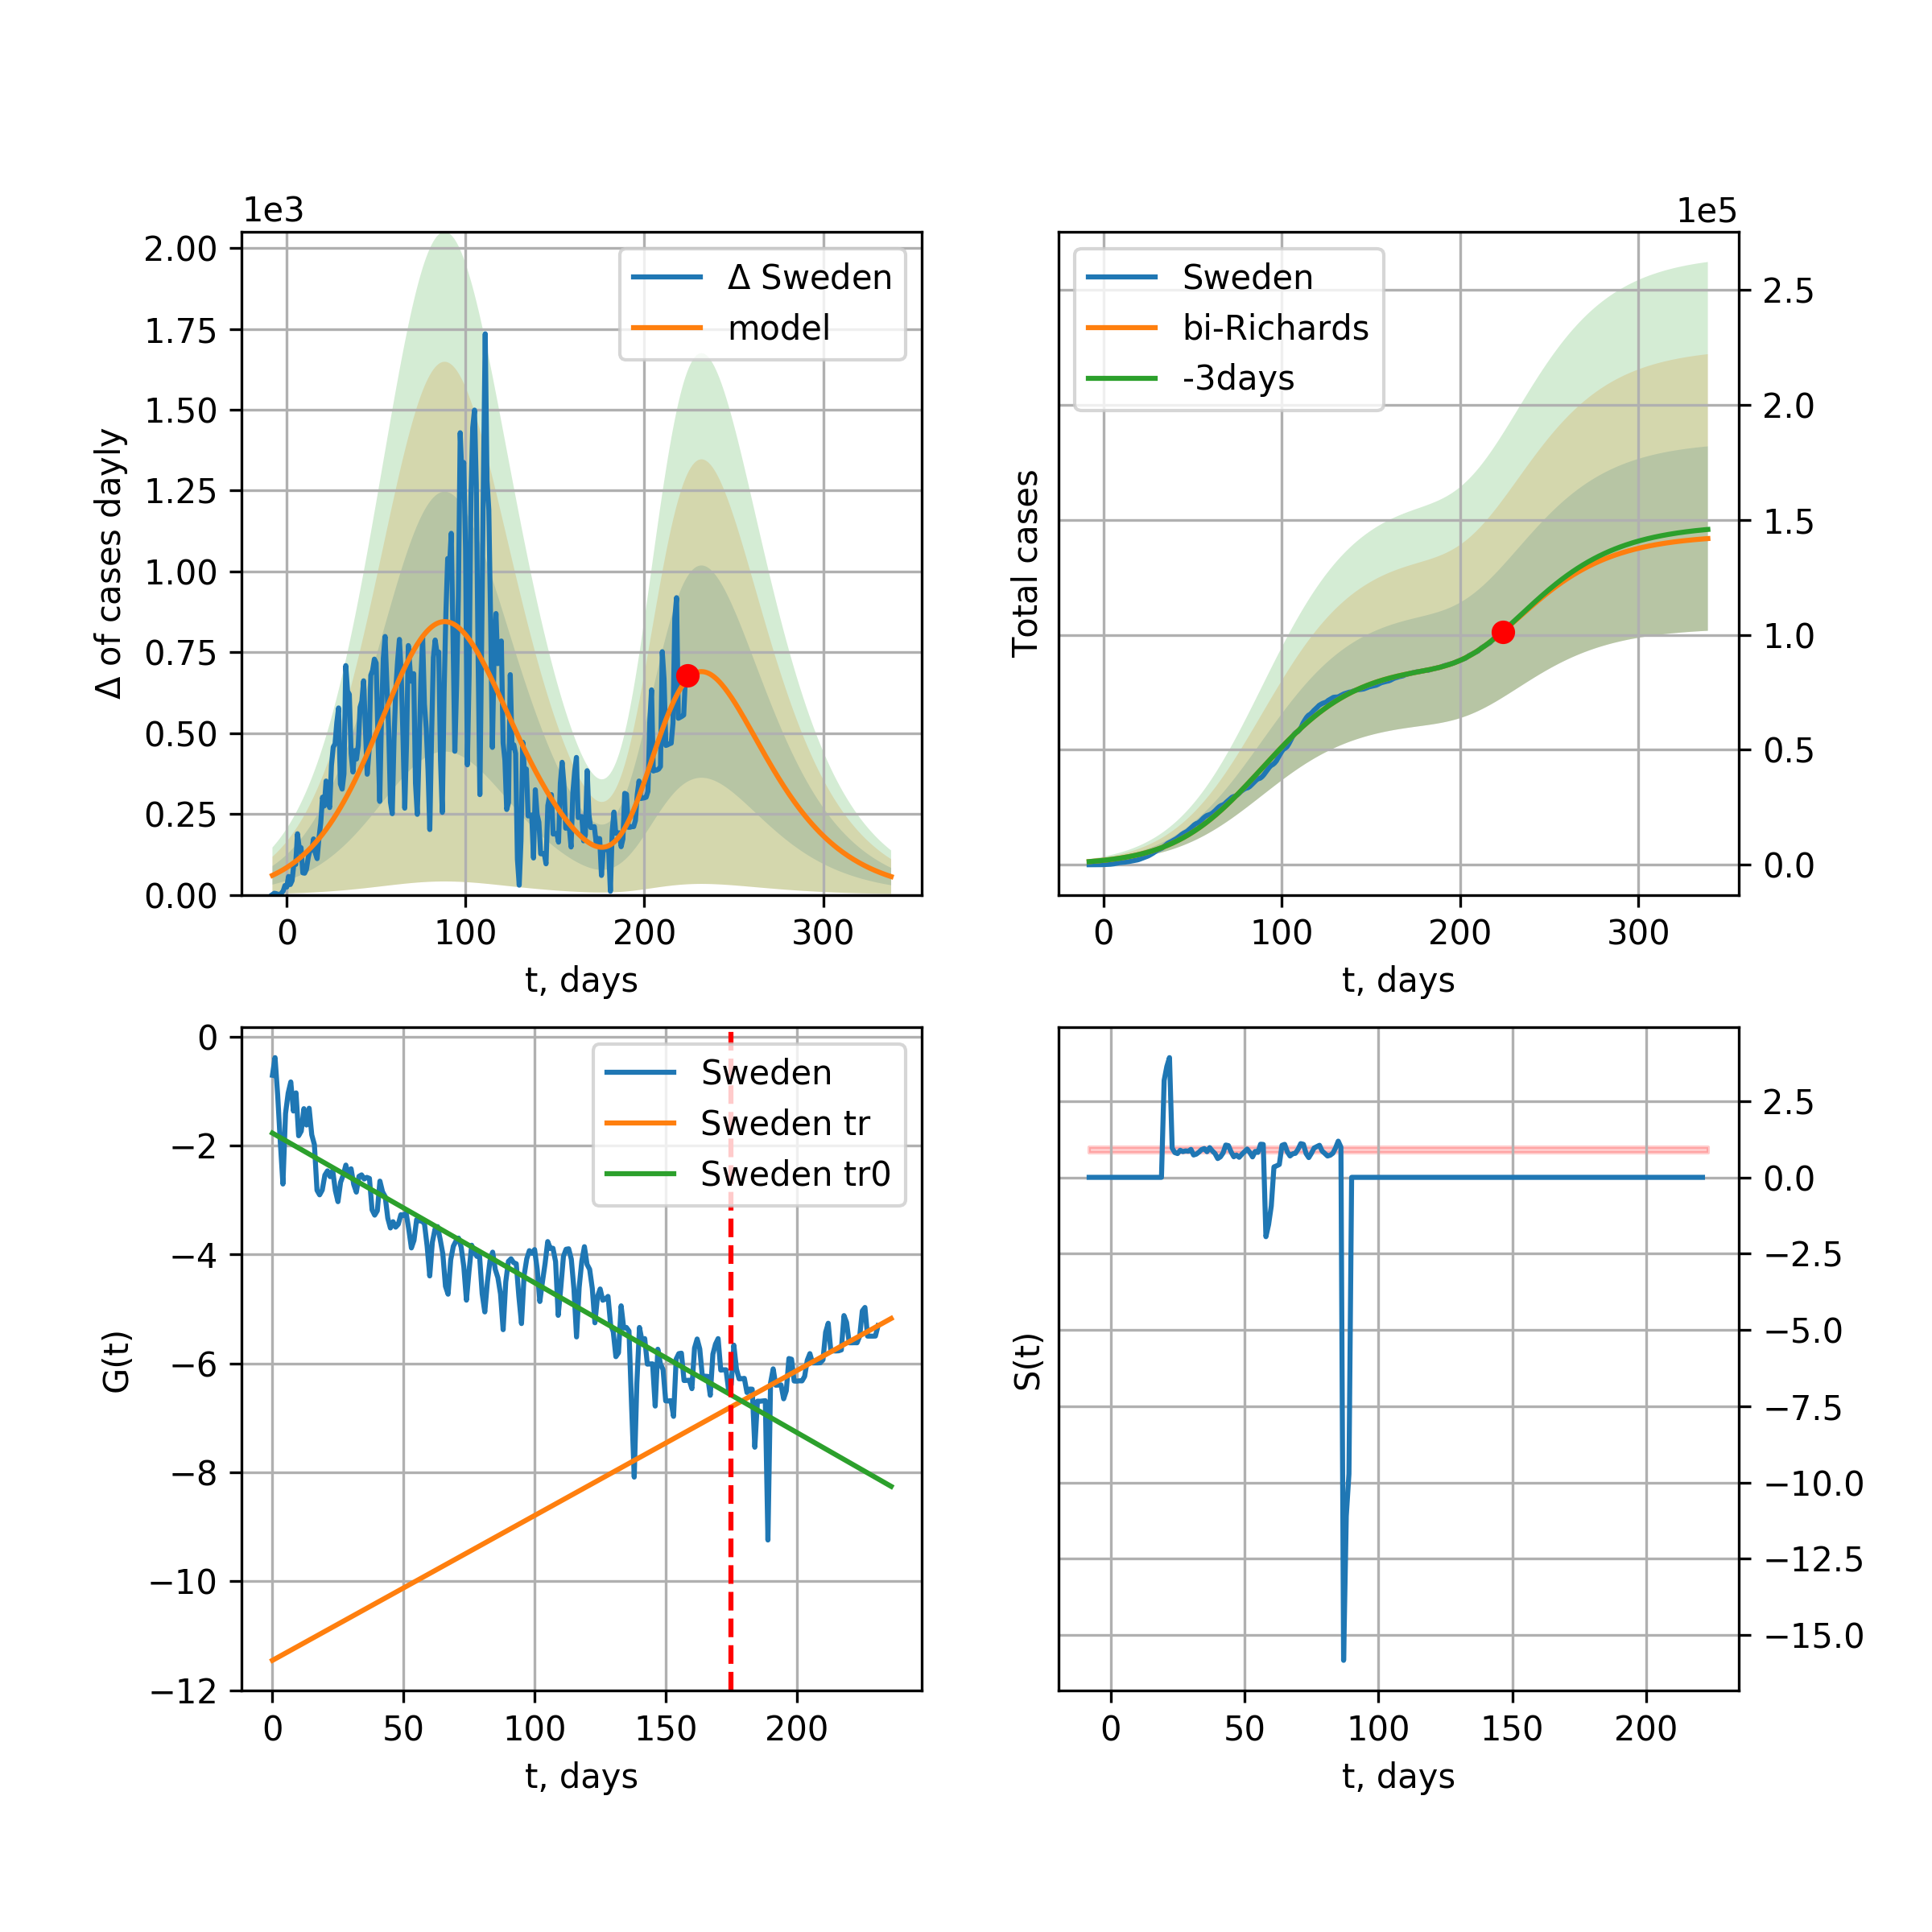 1e3
2.00
1.75
1.50
1.25
1.00
0.75
0.50
0.25
0.00
Δ of cases dayly
Δ Sweden
model
0 100 200 300
t, days
1e5
Total cases
Sweden
bi-Richards
-3days
2.5
2.0
1.5
1.0
0.5
0.0
0 100 200 300
t, days
0
−2
−4
−6
−8
−10
−12
G(t)
Sweden
Sweden tr
Sweden tr0
0 50 100 150 200
t, days
S(t)
2.5
0.0
−2.5
−5.0
−7.5
−10.0
−12.5
−15.0
0 50 100 150 200
t, days